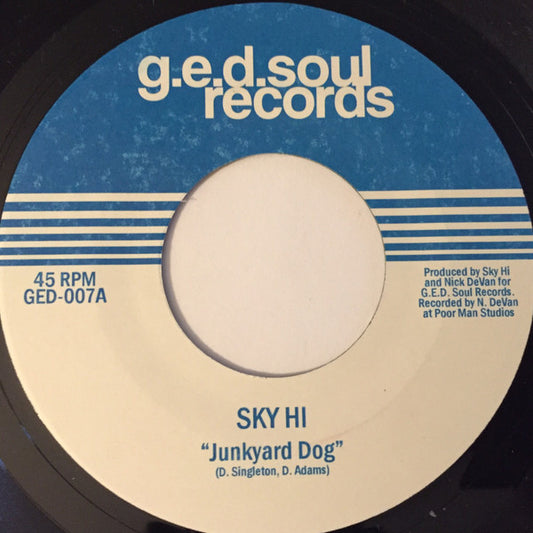 g.e.d.soul
records
45 RPM
GED-007A
Produced by Sky Hi
and Nick DeVan for
G.E.D. Soul Records.
Recorded by N. DeVan
at Poor Man Studios
SKY HI
“Junkyard Dog”
(D. Singleton, D. Adams)